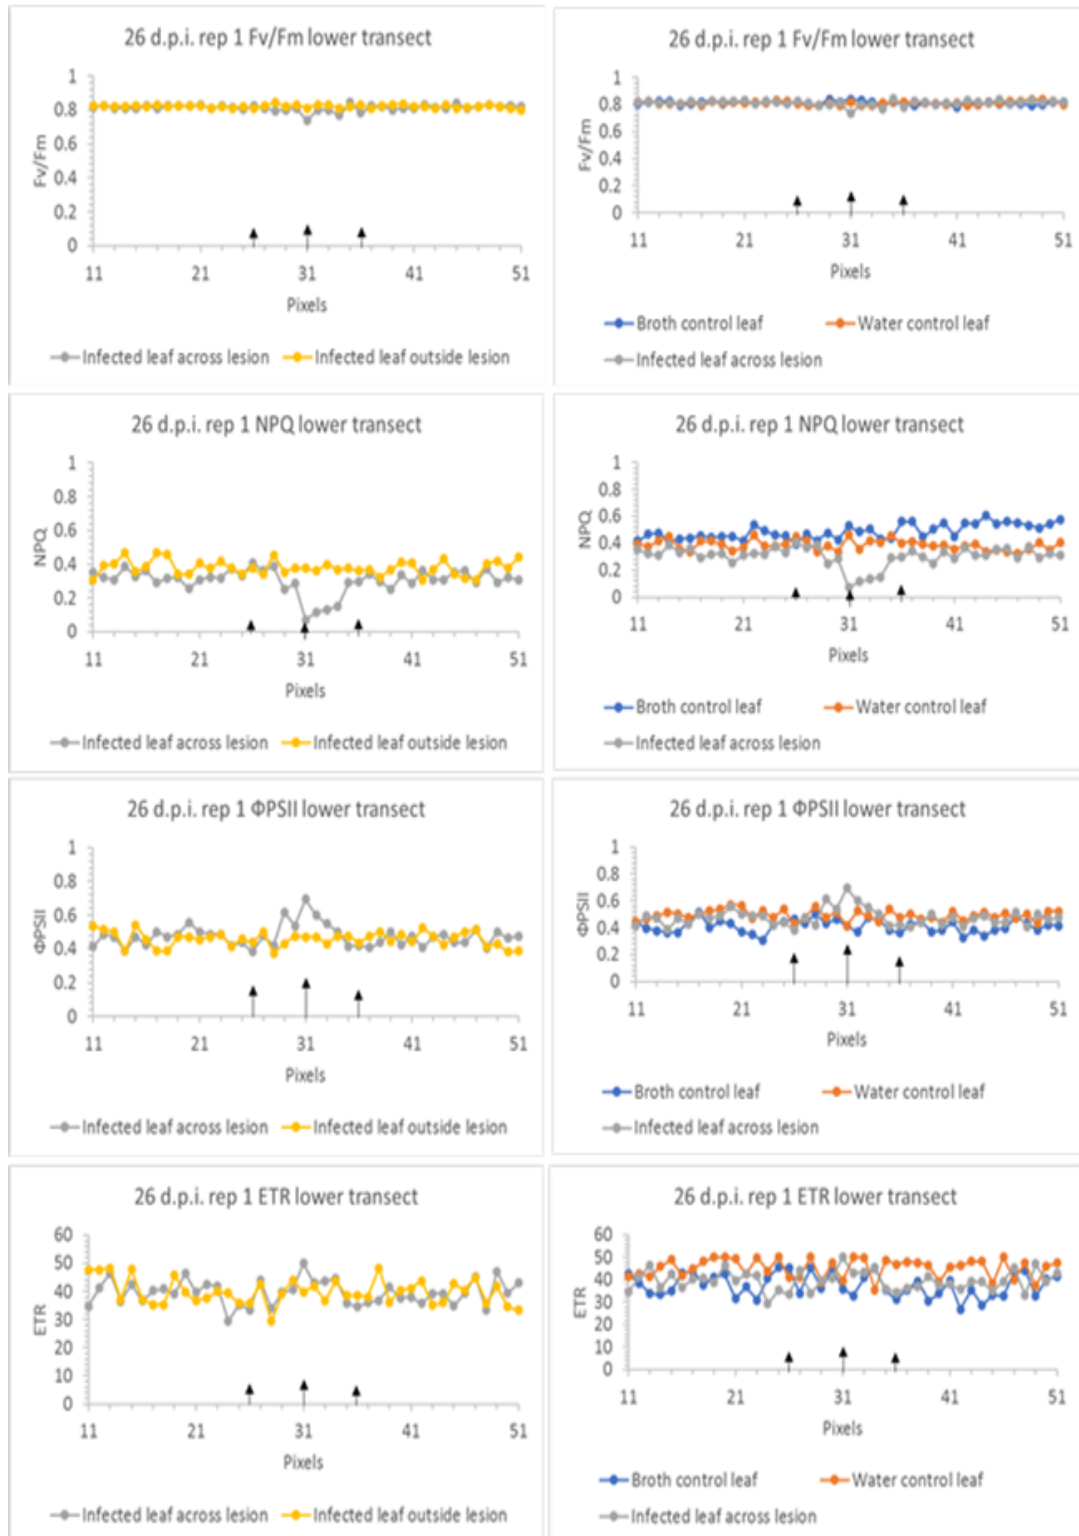 26 d.p.i. rep 1 Fv/Fm lower transect
1
0.8
0.6
0.4
0.2
0
Fv/Fm
11 21 31 41 51
Pixels
Infected leaf across lesion Infected leaf outside lesion
26 d.p.i. rep 1 Fv/Fm lower transect
1
0.8
0.6
0.4
0.2
0
Fv/Fm
11 21 31 41 51
Pixels
Broth control leaf Water control leaf
Infected leaf across lesion
26 d.p.i. rep 1 NPQ lower transect
1
0.8
0.6
0.4
0.2
0
NPQ
11 21 31 41 51
Pixels
Infected leaf across lesion Infected leaf outside lesion
26 d.p.i. rep 1 NPQ lower transect
1
0.8
0.6
0.4
0.2
0
NPQ
11 21 31 41 51
Pixels
Broth control leaf Water control leaf
Infected leaf across lesion
26 d.p.i. rep 1 ΦPSII lower transect
1
0.8
0.6
0.4
0.2
0
ΦPSII
11 21 31 41 51
Pixels
Infected leaf across lesion Infected leaf outside lesion
26 d.p.i. rep 1 ΦPSII lower transect
1
0.8
0.6
0.4
0.2
0
ΦPSII
11 21 31 41 51
Pixels
Broth control leaf Water control leaf
Infected leaf across lesion
26 d.p.i. rep 1 ETR lower transect
60
50
40
30
20
10
0
ETR
11 21 31 41 51
Pixels
Infected leaf across lesion Infected leaf outside lesion
26 d.p.i. rep 1 ETR lower transect
60
50
40
30
20
10
0
ETR
11 21 31 41 51
Pixels
Broth control leaf Water control leaf
Infected leaf across lesion